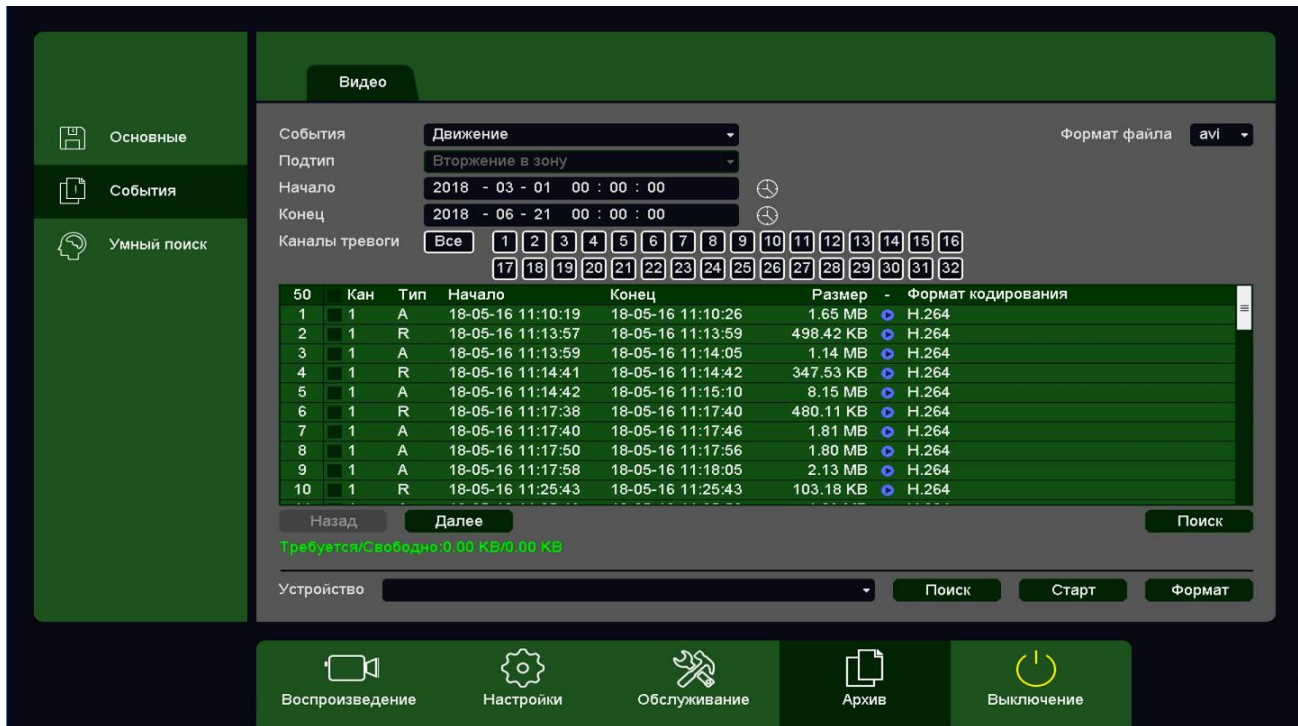 Видео
Основные
События
Умный поиск
События Движение Формат файла avi
Подтип Вторжение в зону
Начало 2018 - 03 - 01 00 : 00 : 00
Конец 2018 - 06 - 21 00 : 00 : 00
Каналы тревоги Все 1 2 3 4 5 6 7 8 9 10 11 12 13 14 15 16
17 18 19 20 21 22 23 24 25 26 27 28 29 30 31 32
50 Кан Тип Начало Конец Размер - Формат кодирования
1 1 A 18-05-16 11:10:19 18-05-16 11:10:26 1.65 MB H.264
2 1 R 18-05-16 11:13:57 18-05-16 11:13:59 498.42 KB H.264
3 1 A 18-05-16 11:13:59 18-05-16 11:14:05 1.14 MB H.264
4 1 R 18-05-16 11:14:41 18-05-16 11:14:42 347.53 KB H.264
5 1 A 18-05-16 11:14:42 18-05-16 11:15:10 8.15 MB H.264
6 1 R 18-05-16 11:17:38 18-05-16 11:17:40 480.11 KB H.264
7 1 A 18-05-16 11:17:40 18-05-16 11:17:46 1.81 MB H.264
8 1 A 18-05-16 11:17:50 18-05-16 11:17:56 1.80 MB H.264
9 1 A 18-05-16 11:17:58 18-05-16 11:18:05 2.13 MB H.264
10 1 R 18-05-16 11:25:43 18-05-16 11:25:43 103.18 KB H.264
Назад Далее Поиск
Требуется/Свободно:0.00 KB/0.00 KB
Устройство Поиск Старт Формат
Воспроизведение Настройки Обслуживание Архив Выключение